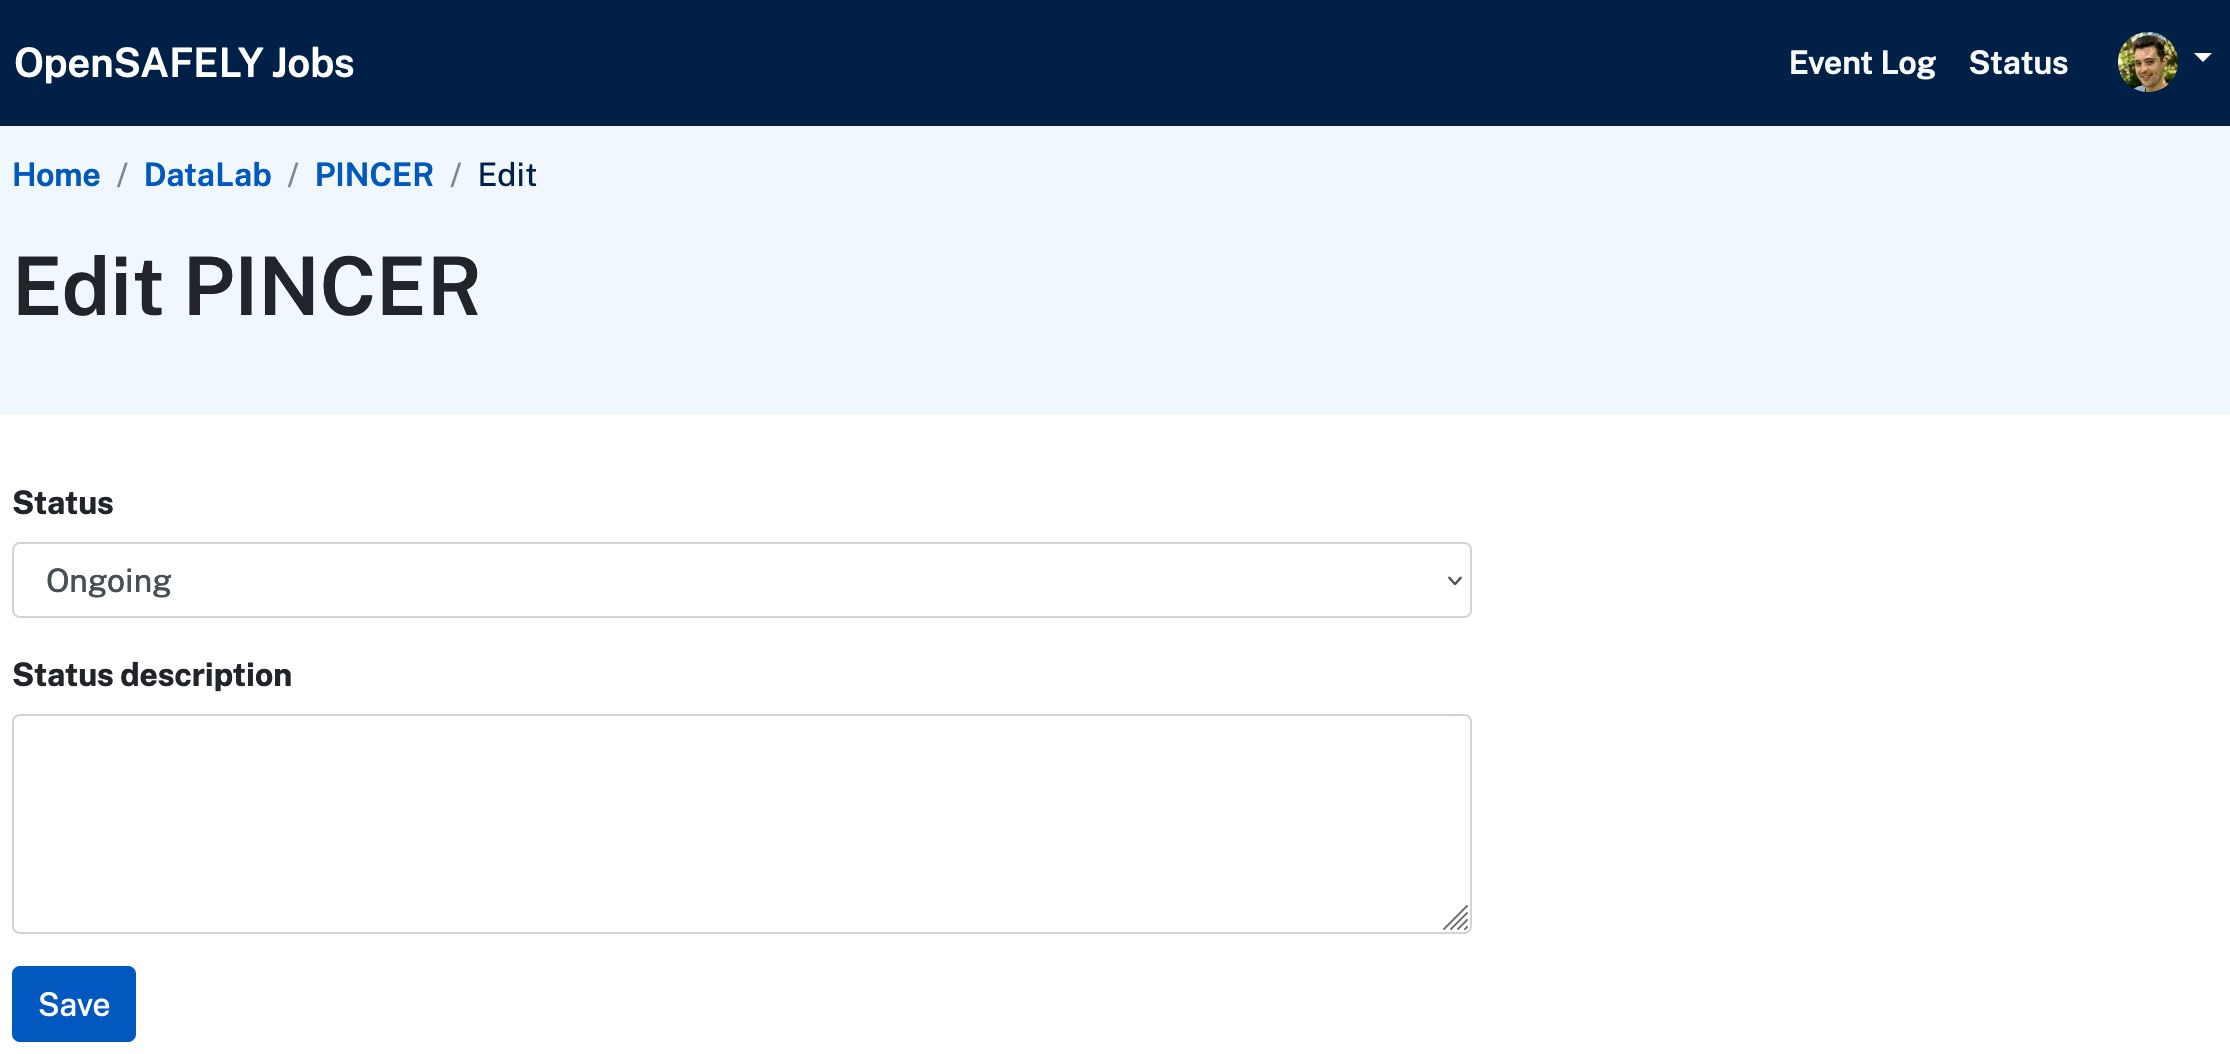 OpenSAFELY Jobs Event Log Status
Home / DataLab / PINCER / Edit
Edit PINCER
Status
Ongoing
Status description
Save